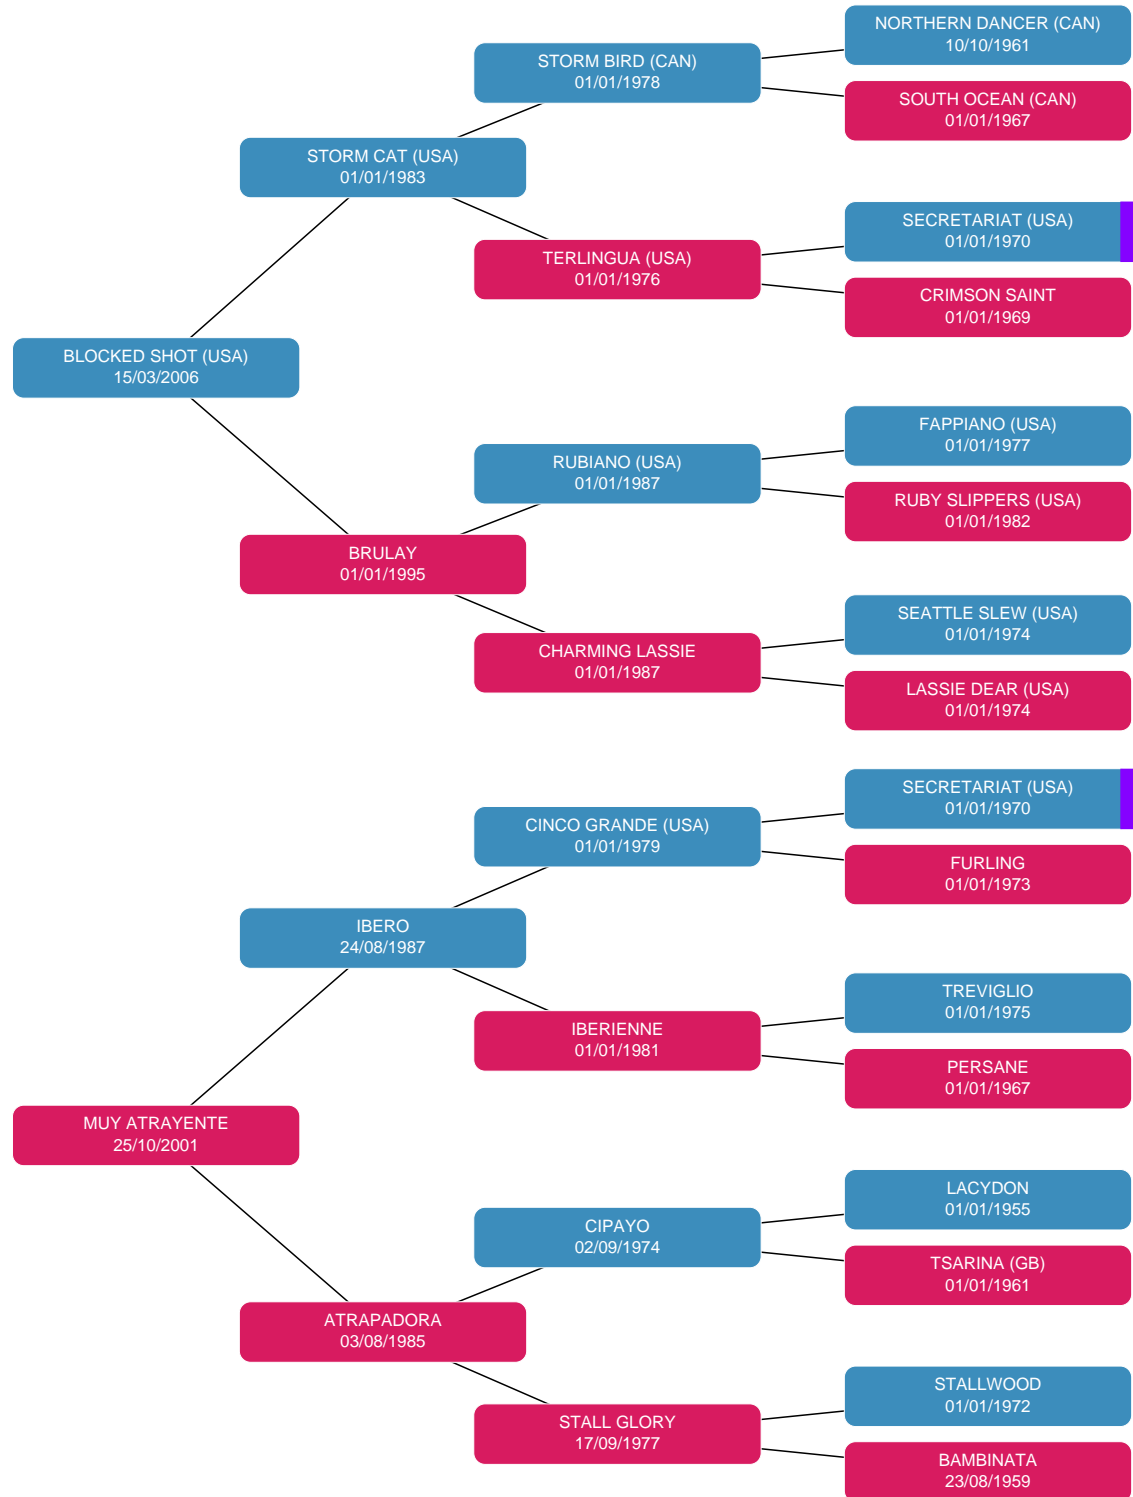 NORTHERN DANCER (CAN)
10/10/1961
STORM BIRD (CAN)
01/01/1978
SOUTH OCEAN (CAN)
01/01/1967
STORM CAT (USA)
01/01/1983
SECRETARIAT (USA)
01/01/1970
TERLINGUA (USA)
01/01/1976
CRIMSON SAINT
01/01/1969
BLOCKED SHOT (USA)
15/03/2006
FAPPIANO (USA)
01/01/1977
RUBIANO (USA)
01/01/1987
RUBY SLIPPERS (USA)
01/01/1982
BRULAY
01/01/1995
SEATTLE SLEW (USA)
01/01/1974
CHARMING LASSIE
01/01/1987
LASSIE DEAR (USA)
01/01/1974
SECRETARIAT (USA)
01/01/1970
CINCO GRANDE (USA)
01/01/1979
FURLING
01/01/1973
IBERO
24/08/1987
TREVIGLIO
01/01/1975
IBERIENNE
01/01/1981
PERSANE
01/01/1967
MUY ATRAYENTE
25/10/2001
LACYDON
01/01/1955
CIPAYO
02/09/1974
TSARINA (GB)
01/01/1961
ATRAPADORA
03/08/1985
STALLWOOD
01/01/1972
STALL GLORY
17/09/1977
BAMBINATA
23/08/1959